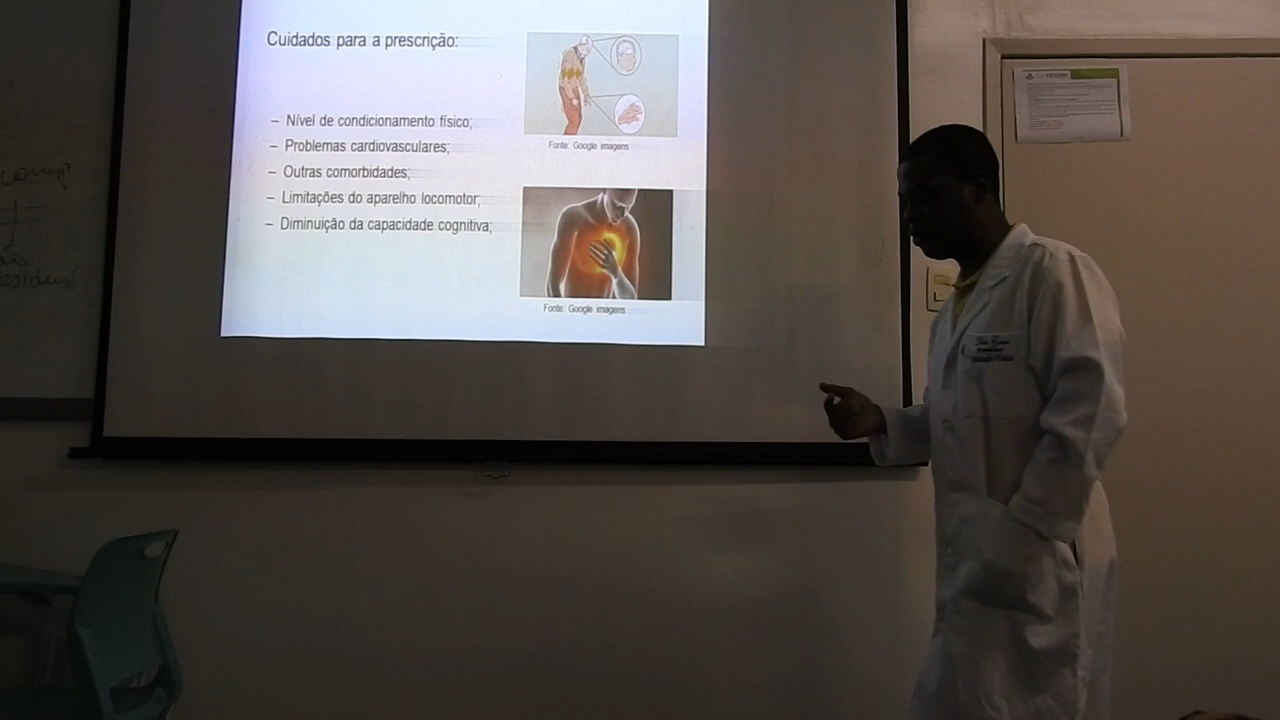 Cuidados para a prescrição:
– Nível de condicionamento físico;
– Problemas cardiovasculares;
– Outras comorbidades;
– Limitações do aparelho locomotor;
– Diminuição da capacidade cognitiva;
Fonte: Google imagens
Fonte: Google imagens